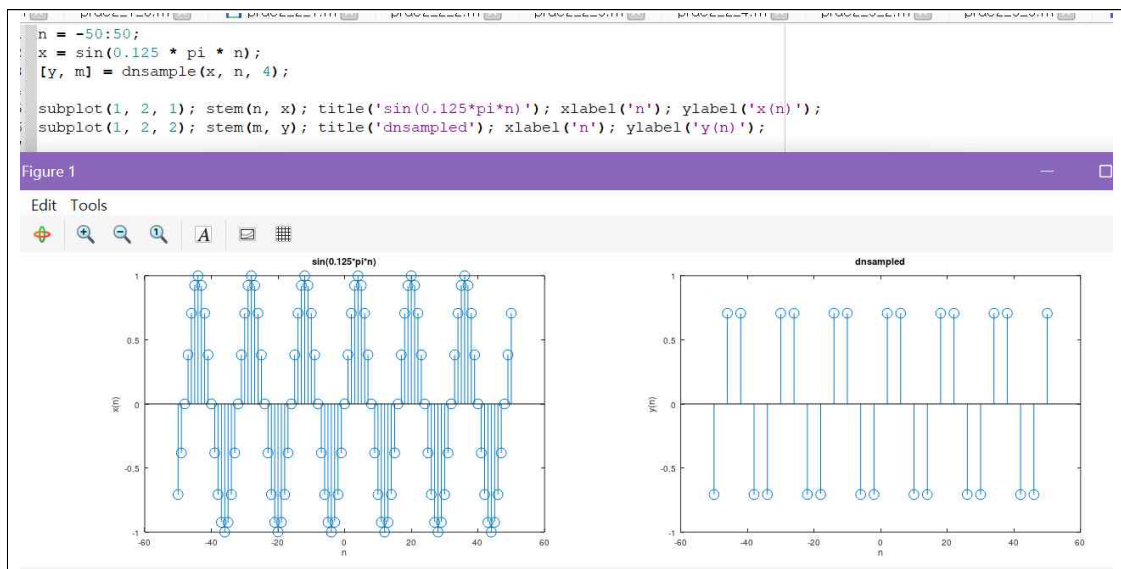 n = -50:50;
x = sin(0.125 * pi * n);
[y, m] = dnsample(x, n, 4);
subplot(1, 2, 1); stem(n, x); title('sin(0.125*pi*n)'); xlabel('n'); ylabel('x(n)');
subplot(1, 2, 2); stem(m, y); title('dnsampled'); xlabel('n'); ylabel('y(n)');
Figure 1
Edit Tools
A
sin(0.125*pi*n)
1
0.5
0
-0.5
-1
x(n)
-60 -40 -20 0 20 40 60
n
dnsampled
1
0.5
0
-0.5
-1
y(n)
-60 -40 -20 0 20 40 60
n